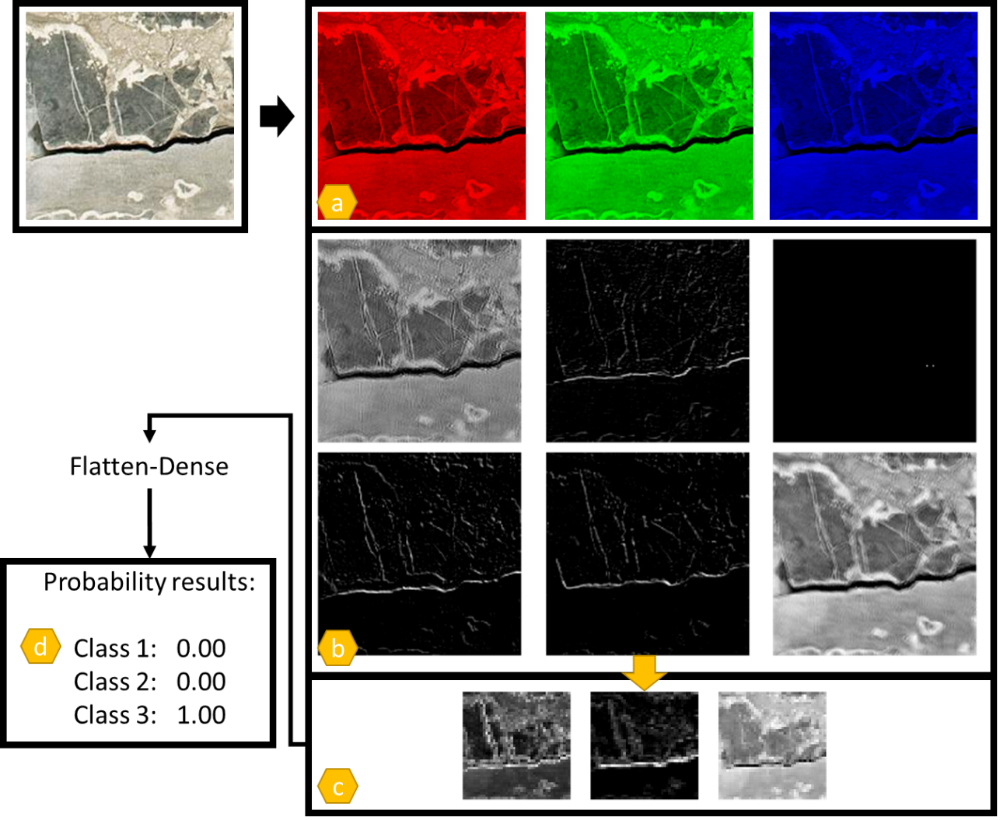 a
b
c
Flatten-Dense
Probability results:
d
Class 1: 0.00
Class 2: 0.00
Class 3: 1.00